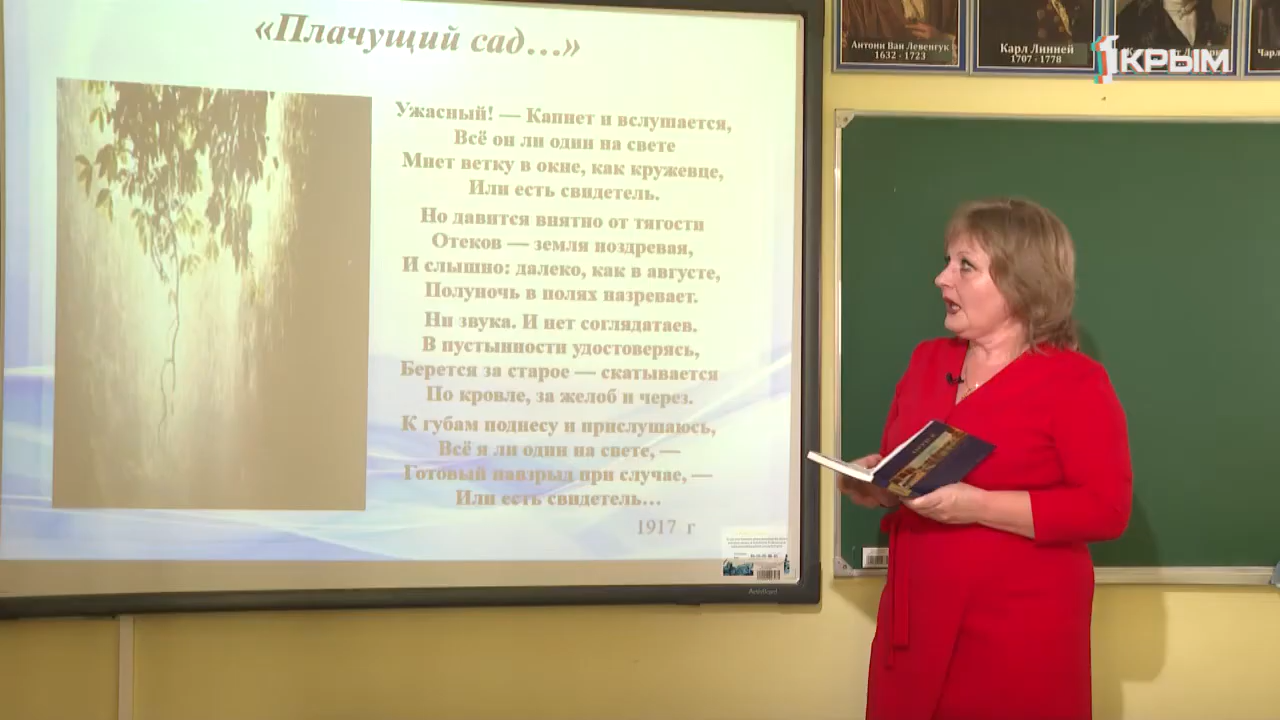 «Плачущий сад...»
Ужасный! — Капнет и вслушается,
Всё он ли один на свете
Мнет ветку в окне, как кружевце,
Или есть свидетель.
Но давится внятно от тягости
Отеков — земля ноздревая,
И слышно: далеко, как в августе,
Полуночь в полях назревает.
Ни звука. И нет соглядатаев.
В пустынности удостоверясь,
Берется за старое — скатывается
По кровле, за желоб и через.
К губам поднесу и прислушаюсь,
Всё я ли один на свете, —
Готовый навзрыд при случае, —
Или есть свидетель...
1917 г
Антони Ван Левенгук
1632 - 1723
Карл Линней
1707 - 1778
1КРЫМ